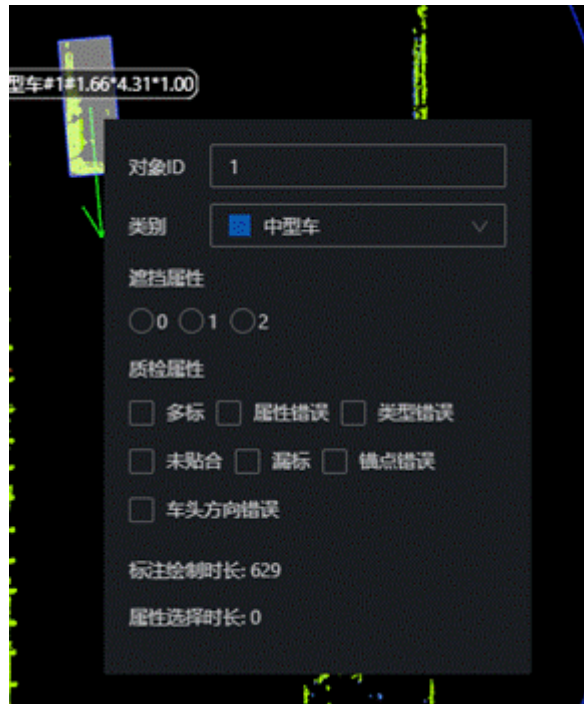 型车#1#1.66*4.31*1.00
对象ID 1
类别 中型车
遮挡属性
0 1 2
质检属性
多标 属性错误 类型错误
未贴合 漏标 锚点错误
车头方向错误
标注绘制时长: 629
属性选择时长: 0